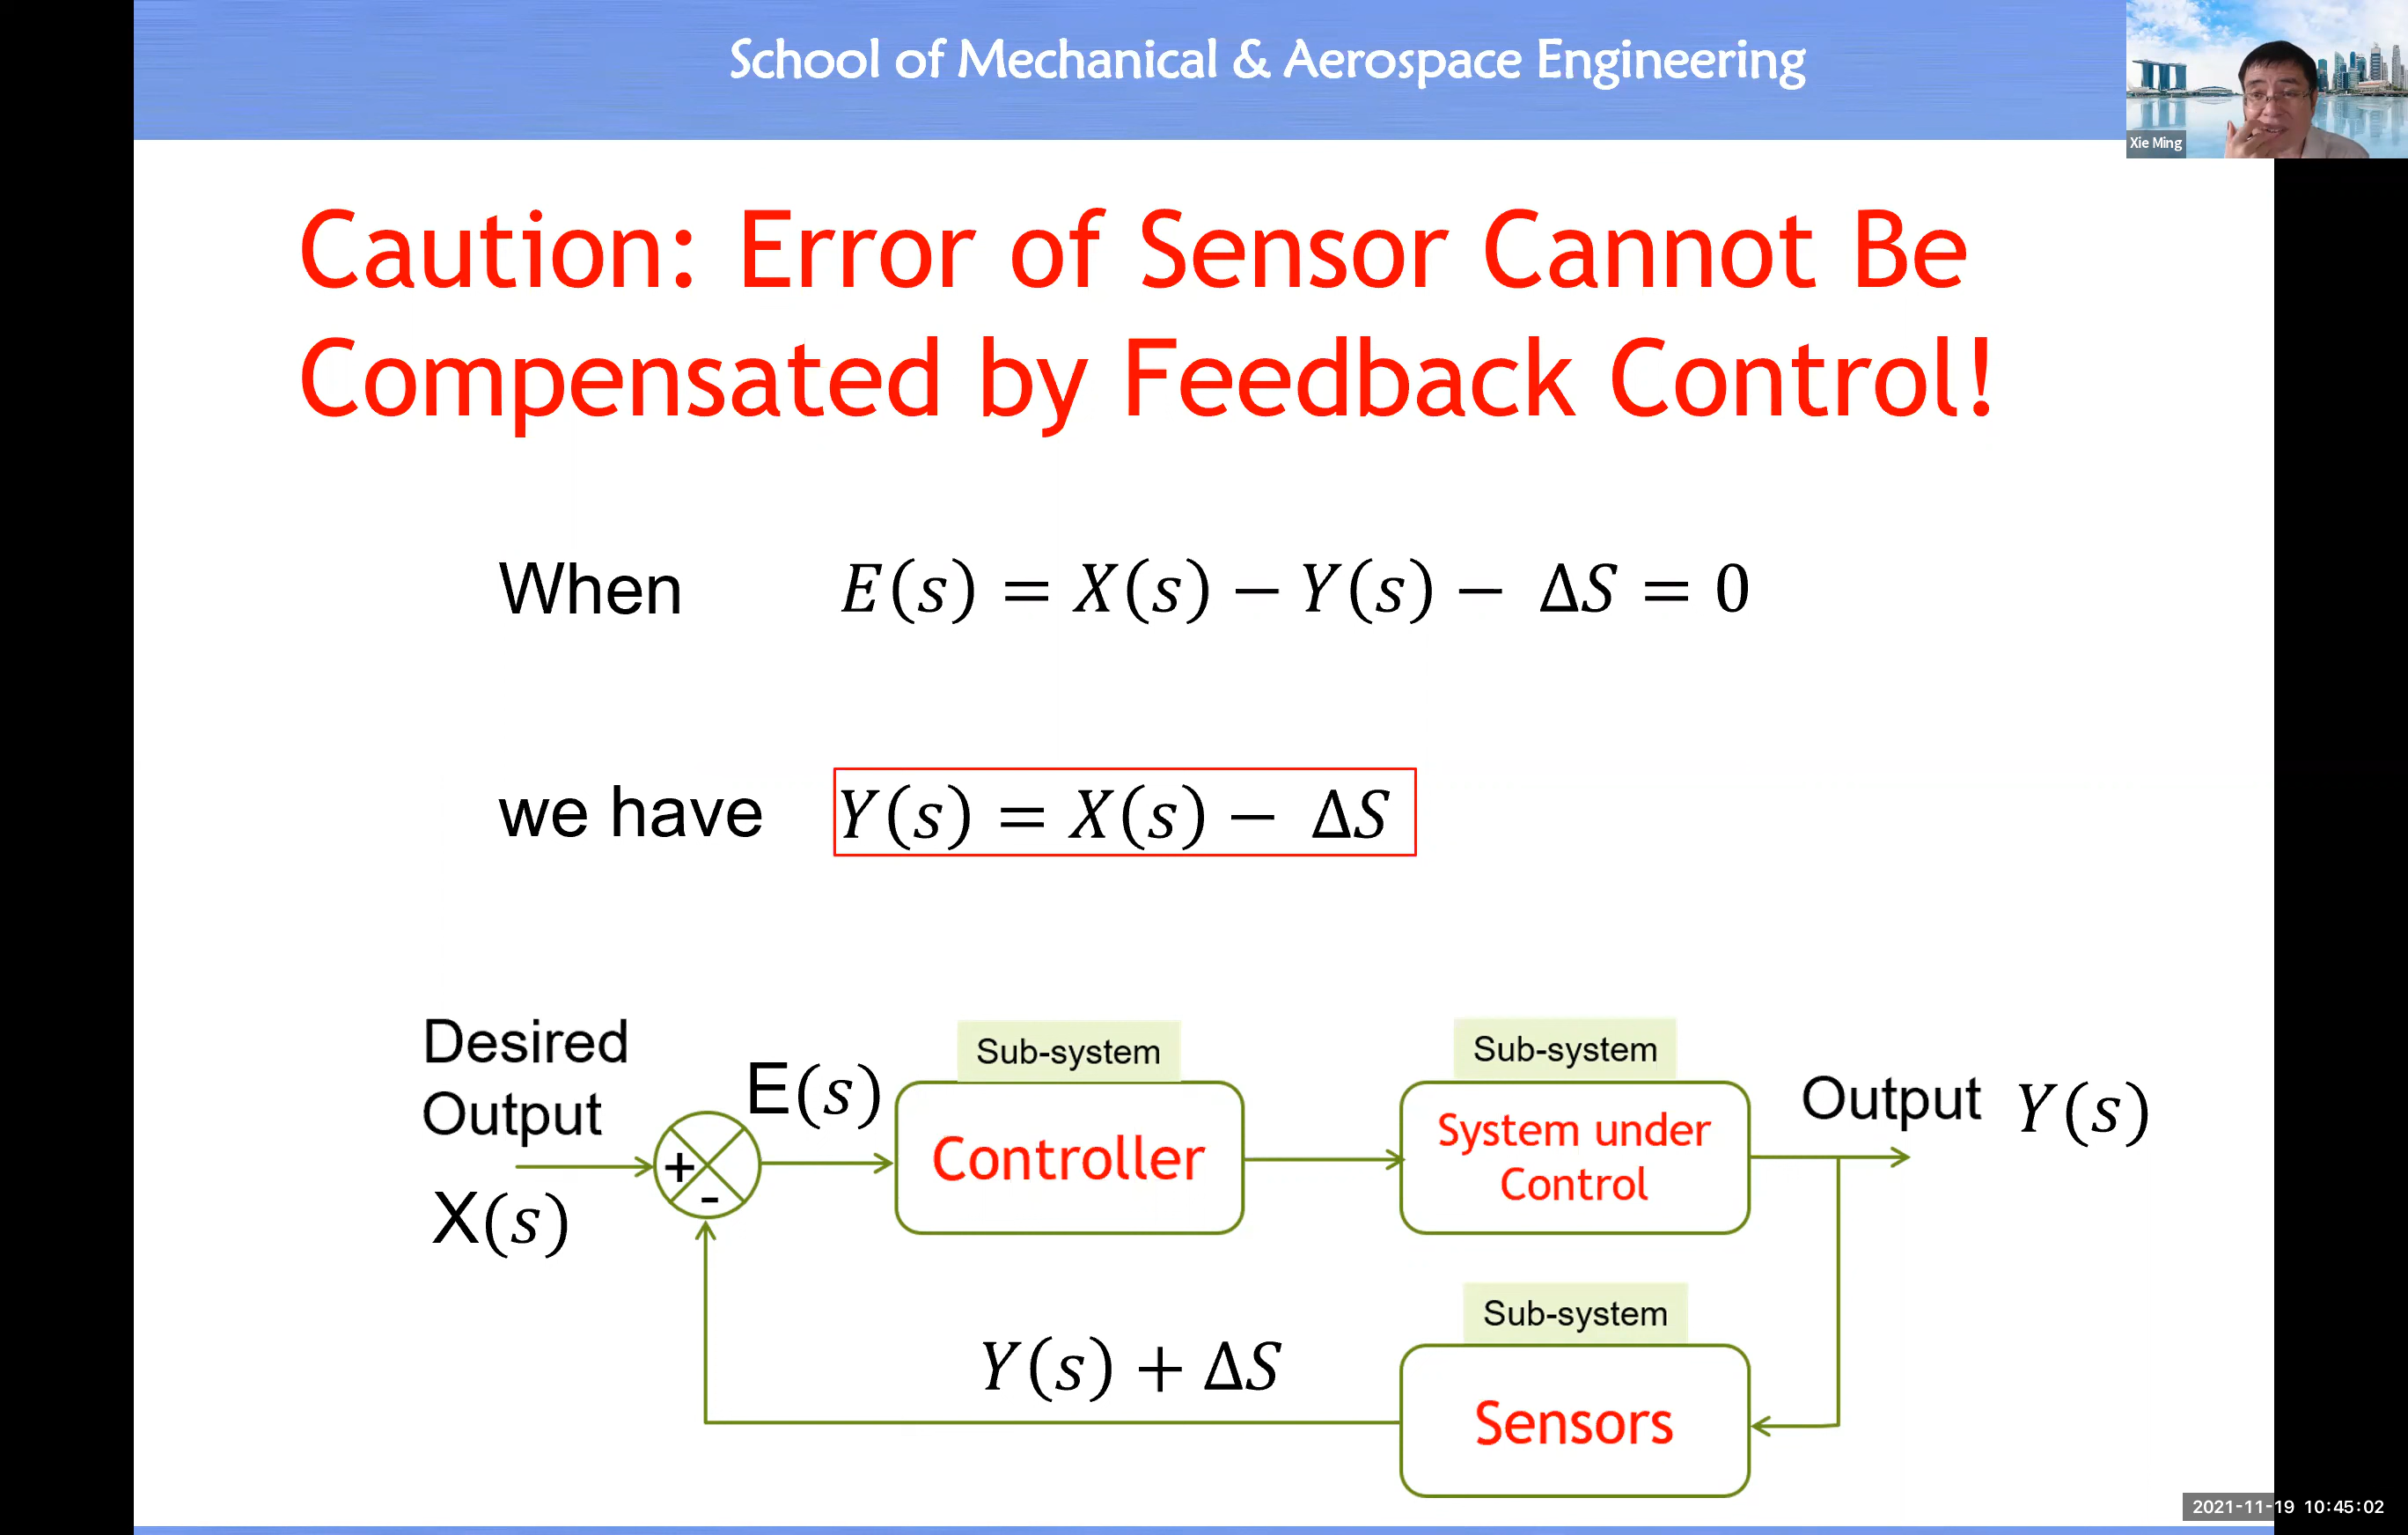 School of Mechanical & Aerospace Engineering
Xie Ming
Caution: Error of Sensor Cannot Be
Compensated by Feedback Control!
When E(s) = X(s) − Y(s) − ΔS = 0
we have Y(s) = X(s) − ΔS
Desired
Output
X(s)
+
-
E(s)
Sub-system
Controller
Sub-system
System under
Control
Output Y(s)
Y(s) + ΔS
Sub-system
Sensors
2021-11-19 10:45:02